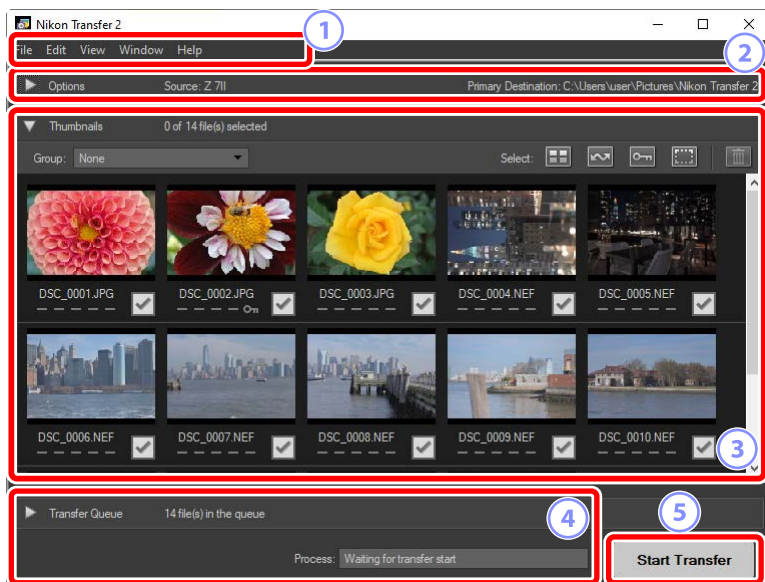 Nikon Transfer 2
1
File Edit View Window Help
2
Options Source: Z 7II Primary Destination: C:\Users\user\Pictures\Nikon Transfer 2
Thumbnails 0 of 14 file(s) selected
Group: None Select:
DSC_0001.JPG DSC_0002.JPG DSC_0003.JPG DSC_0004.NEF DSC_0005.NEF
DSC_0006.NEF DSC_0007.NEF DSC_0008.NEF DSC_0009.NEF DSC_0010.NEF
3
Transfer Queue 14 file(s) in the queue
4
5
Process: Waiting for transfer start
Start Transfer